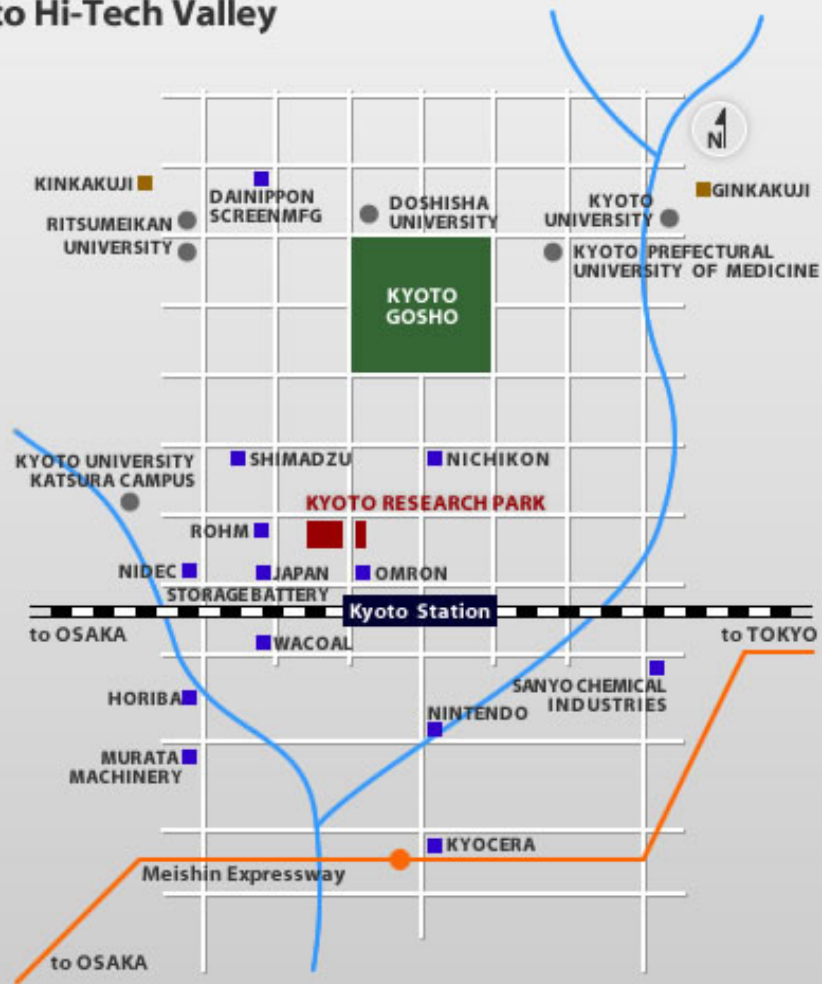 to Hi-Tech Valley
N
KINKAKUJI
DAINIPPON
SCREENMFG
DOSHISHA
UNIVERSITY
KYOTO
UNIVERSITY
GINKAKUJI
RITSUMEIKAN
UNIVERSITY
KYOTO PREFECTURAL
UNIVERSITY OF MEDICINE
KYOTO
GOSHO
KYOTO UNIVERSITY
KATSURA CAMPUS
SHIMADZU
NICHIKON
KYOTO RESEARCH PARK
ROHM
NIDEC
JAPAN
STORAGE BATTERY
OMRON
Kyoto Station
to OSAKA
to TOKYO
WACOAL
HORIBA
SANYO CHEMICAL
INDUSTRIES
NINTENDO
MURATA
MACHINERY
KYOCERA
Meishin Expressway
to OSAKA